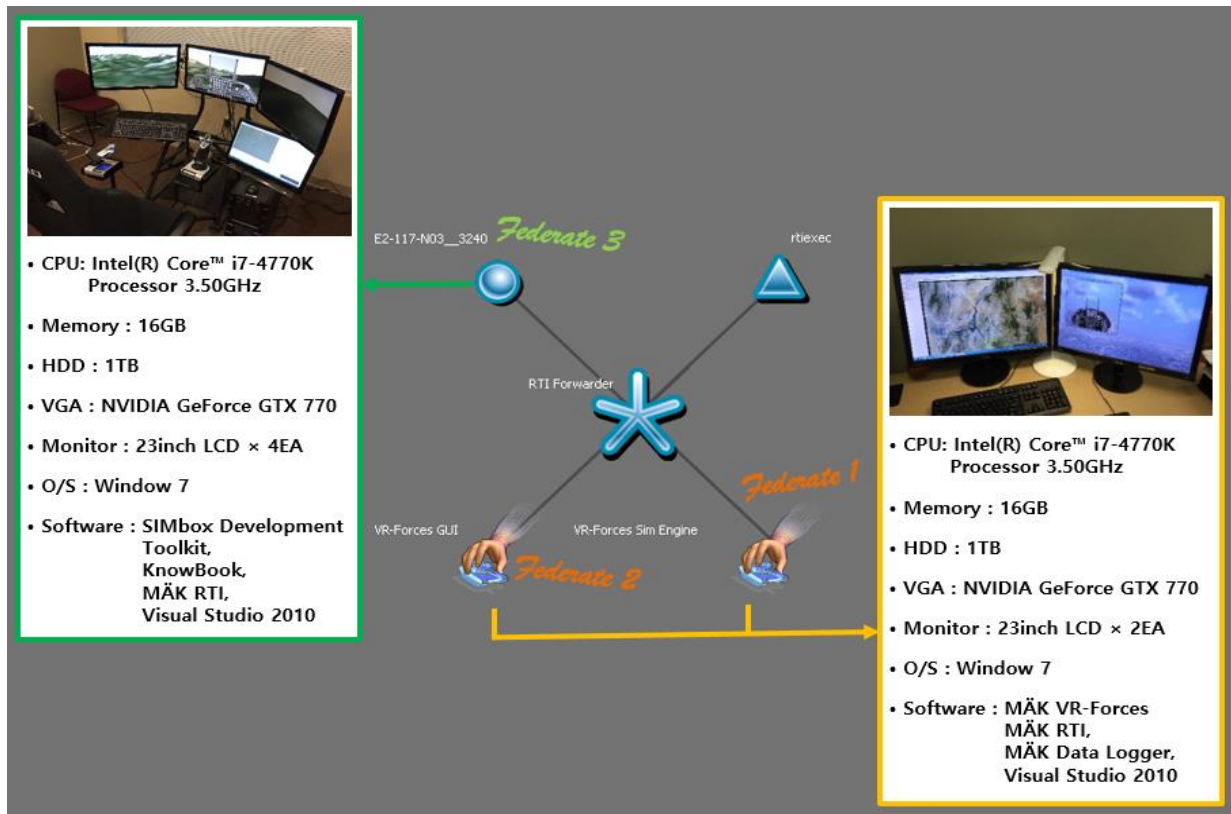 • CPU: Intel(R) Core™ i7-4770K
Processor 3.50GHz
• Memory : 16GB
• HDD : 1TB
• VGA : NVIDIA GeForce GTX 770
• Monitor : 23inch LCD × 4EA
• O/S : Window 7
• Software : SIMbox Development
Toolkit,
KnowBook,
MÄK RTI,
Visual Studio 2010
E2-117-N03__3240
Federate 3
rtiexec
RTI Forwarder
Federate 1
VR-Forces GUI
VR-Forces Sim Engine
Federate 2
• CPU: Intel(R) Core™ i7-4770K
Processor 3.50GHz
• Memory : 16GB
• HDD : 1TB
• VGA : NVIDIA GeForce GTX 770
• Monitor : 23inch LCD × 2EA
• O/S : Window 7
• Software : MÄK VR-Forces
MÄK RTI,
MÄK Data Logger,
Visual Studio 2010